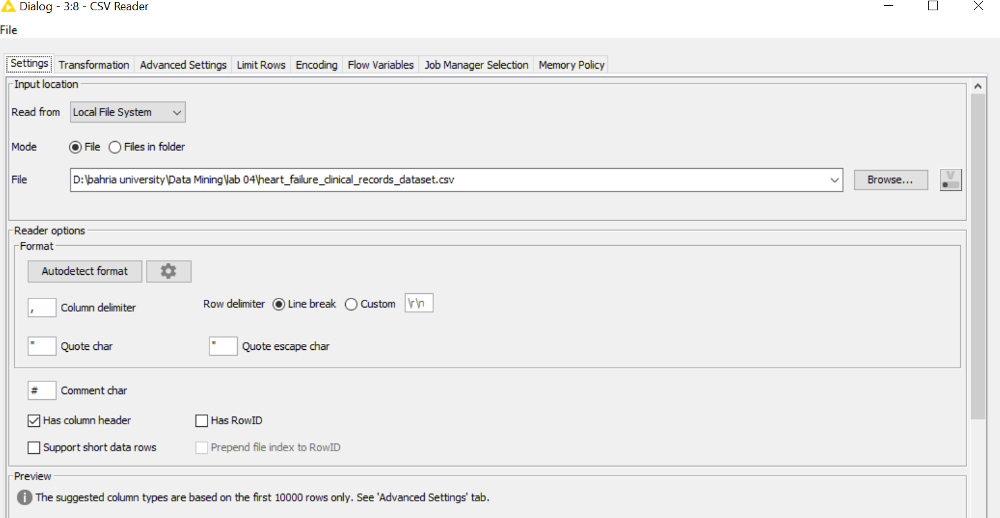 Dialog - 3:8 - CSV Reader
File
Settings Transformation Advanced Settings Limit Rows Encoding Flow Variables Job Manager Selection Memory Policy
Input location
Read from Local File System
Mode File Files in folder
File D:\bahria university\Data Mining\lab 04\heart_failure_clinical_records_dataset.csv Browse... V
Reader options
Format
Autodetect format
, Column delimiter Row delimiter Line break Custom \r\n
" Quote char " Quote escape char
# Comment char
Has column header Has RowID
Support short data rows Prepend file index to RowID
Preview
i The suggested column types are based on the first 10000 rows only. See 'Advanced Settings' tab.